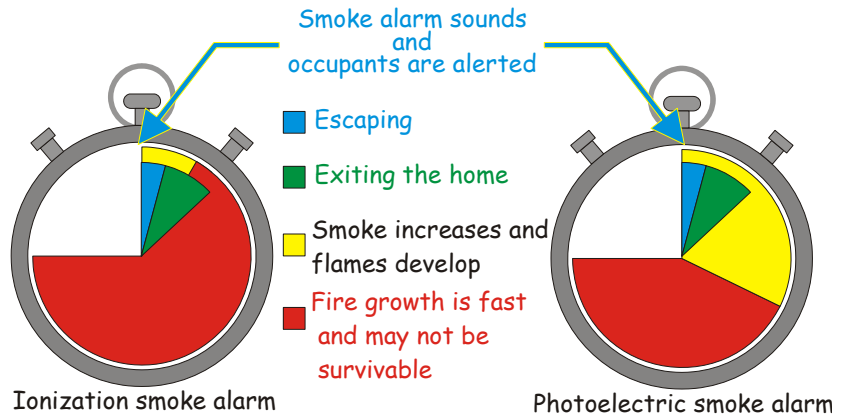 Smoke alarm sounds
and
occupants are alerted
Escaping
Exiting the home
Smoke increases and
flames develop
Fire growth is fast
and may not be
survivable
Ionization smoke alarm
Photoelectric smoke alarm